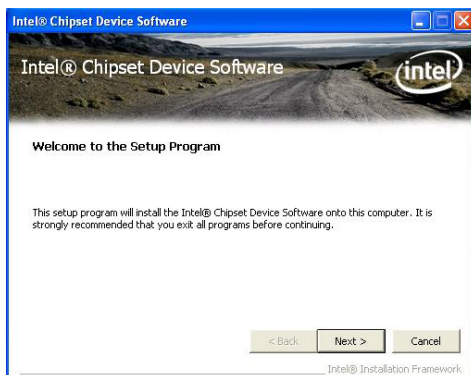 Intel® Chipset Device Software
Intel® Chipset Device Software
intel
Welcome to the Setup Program
This setup program will install the Intel® Chipset Device Software onto this computer. It is
strongly recommended that you exit all programs before continuing.
< Back Next > Cancel
Intel® Installation Framework